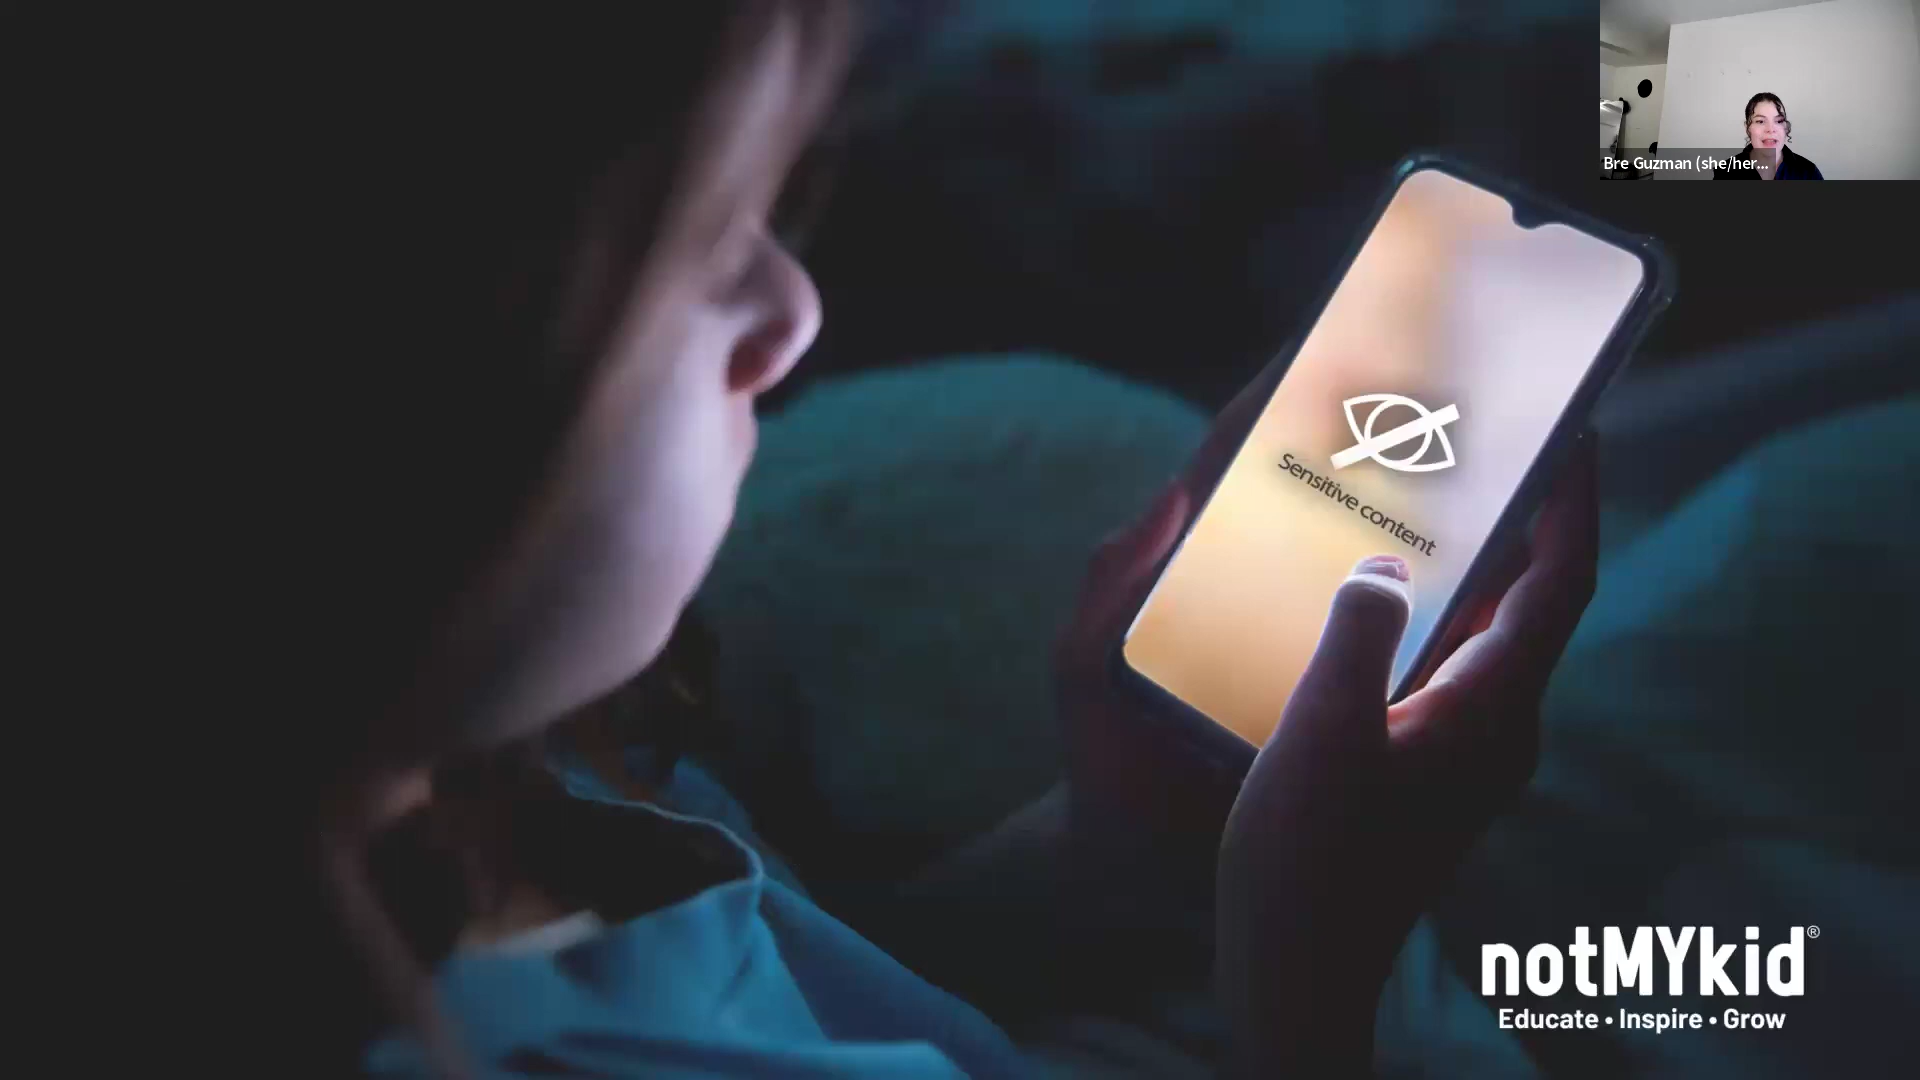 Bre Guzman (she/her...
Sensitive content
notMYkid®
Educate • Inspire • Grow